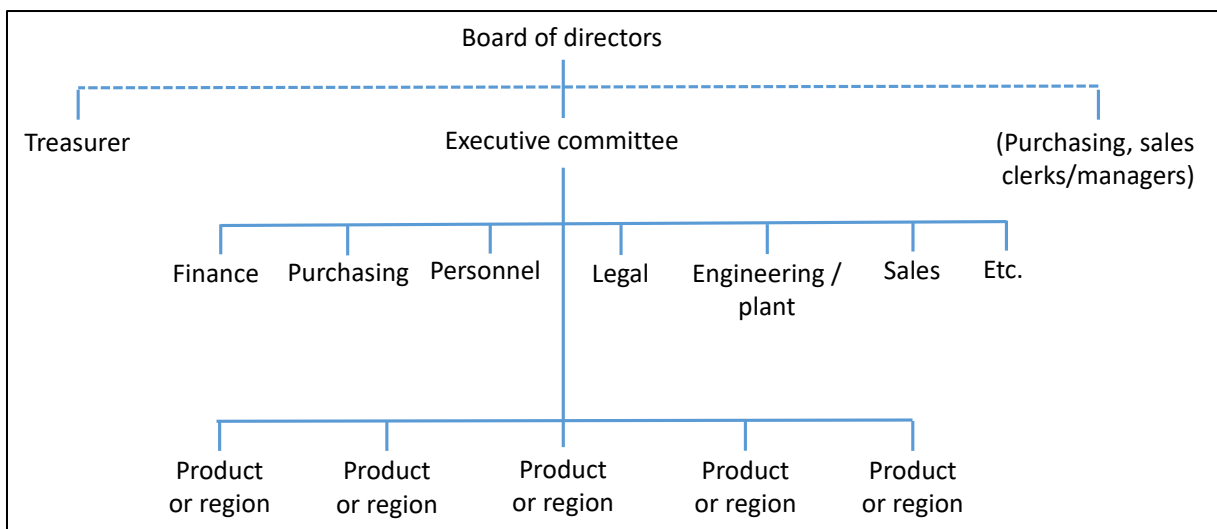 Board of directors
Treasurer
Executive committee
(Purchasing, sales
clerks/managers)
Finance
Purchasing
Personnel
Legal
Engineering /
plant
Sales
Etc.
Product
or region
Product
or region
Product
or region
Product
or region
Product
or region